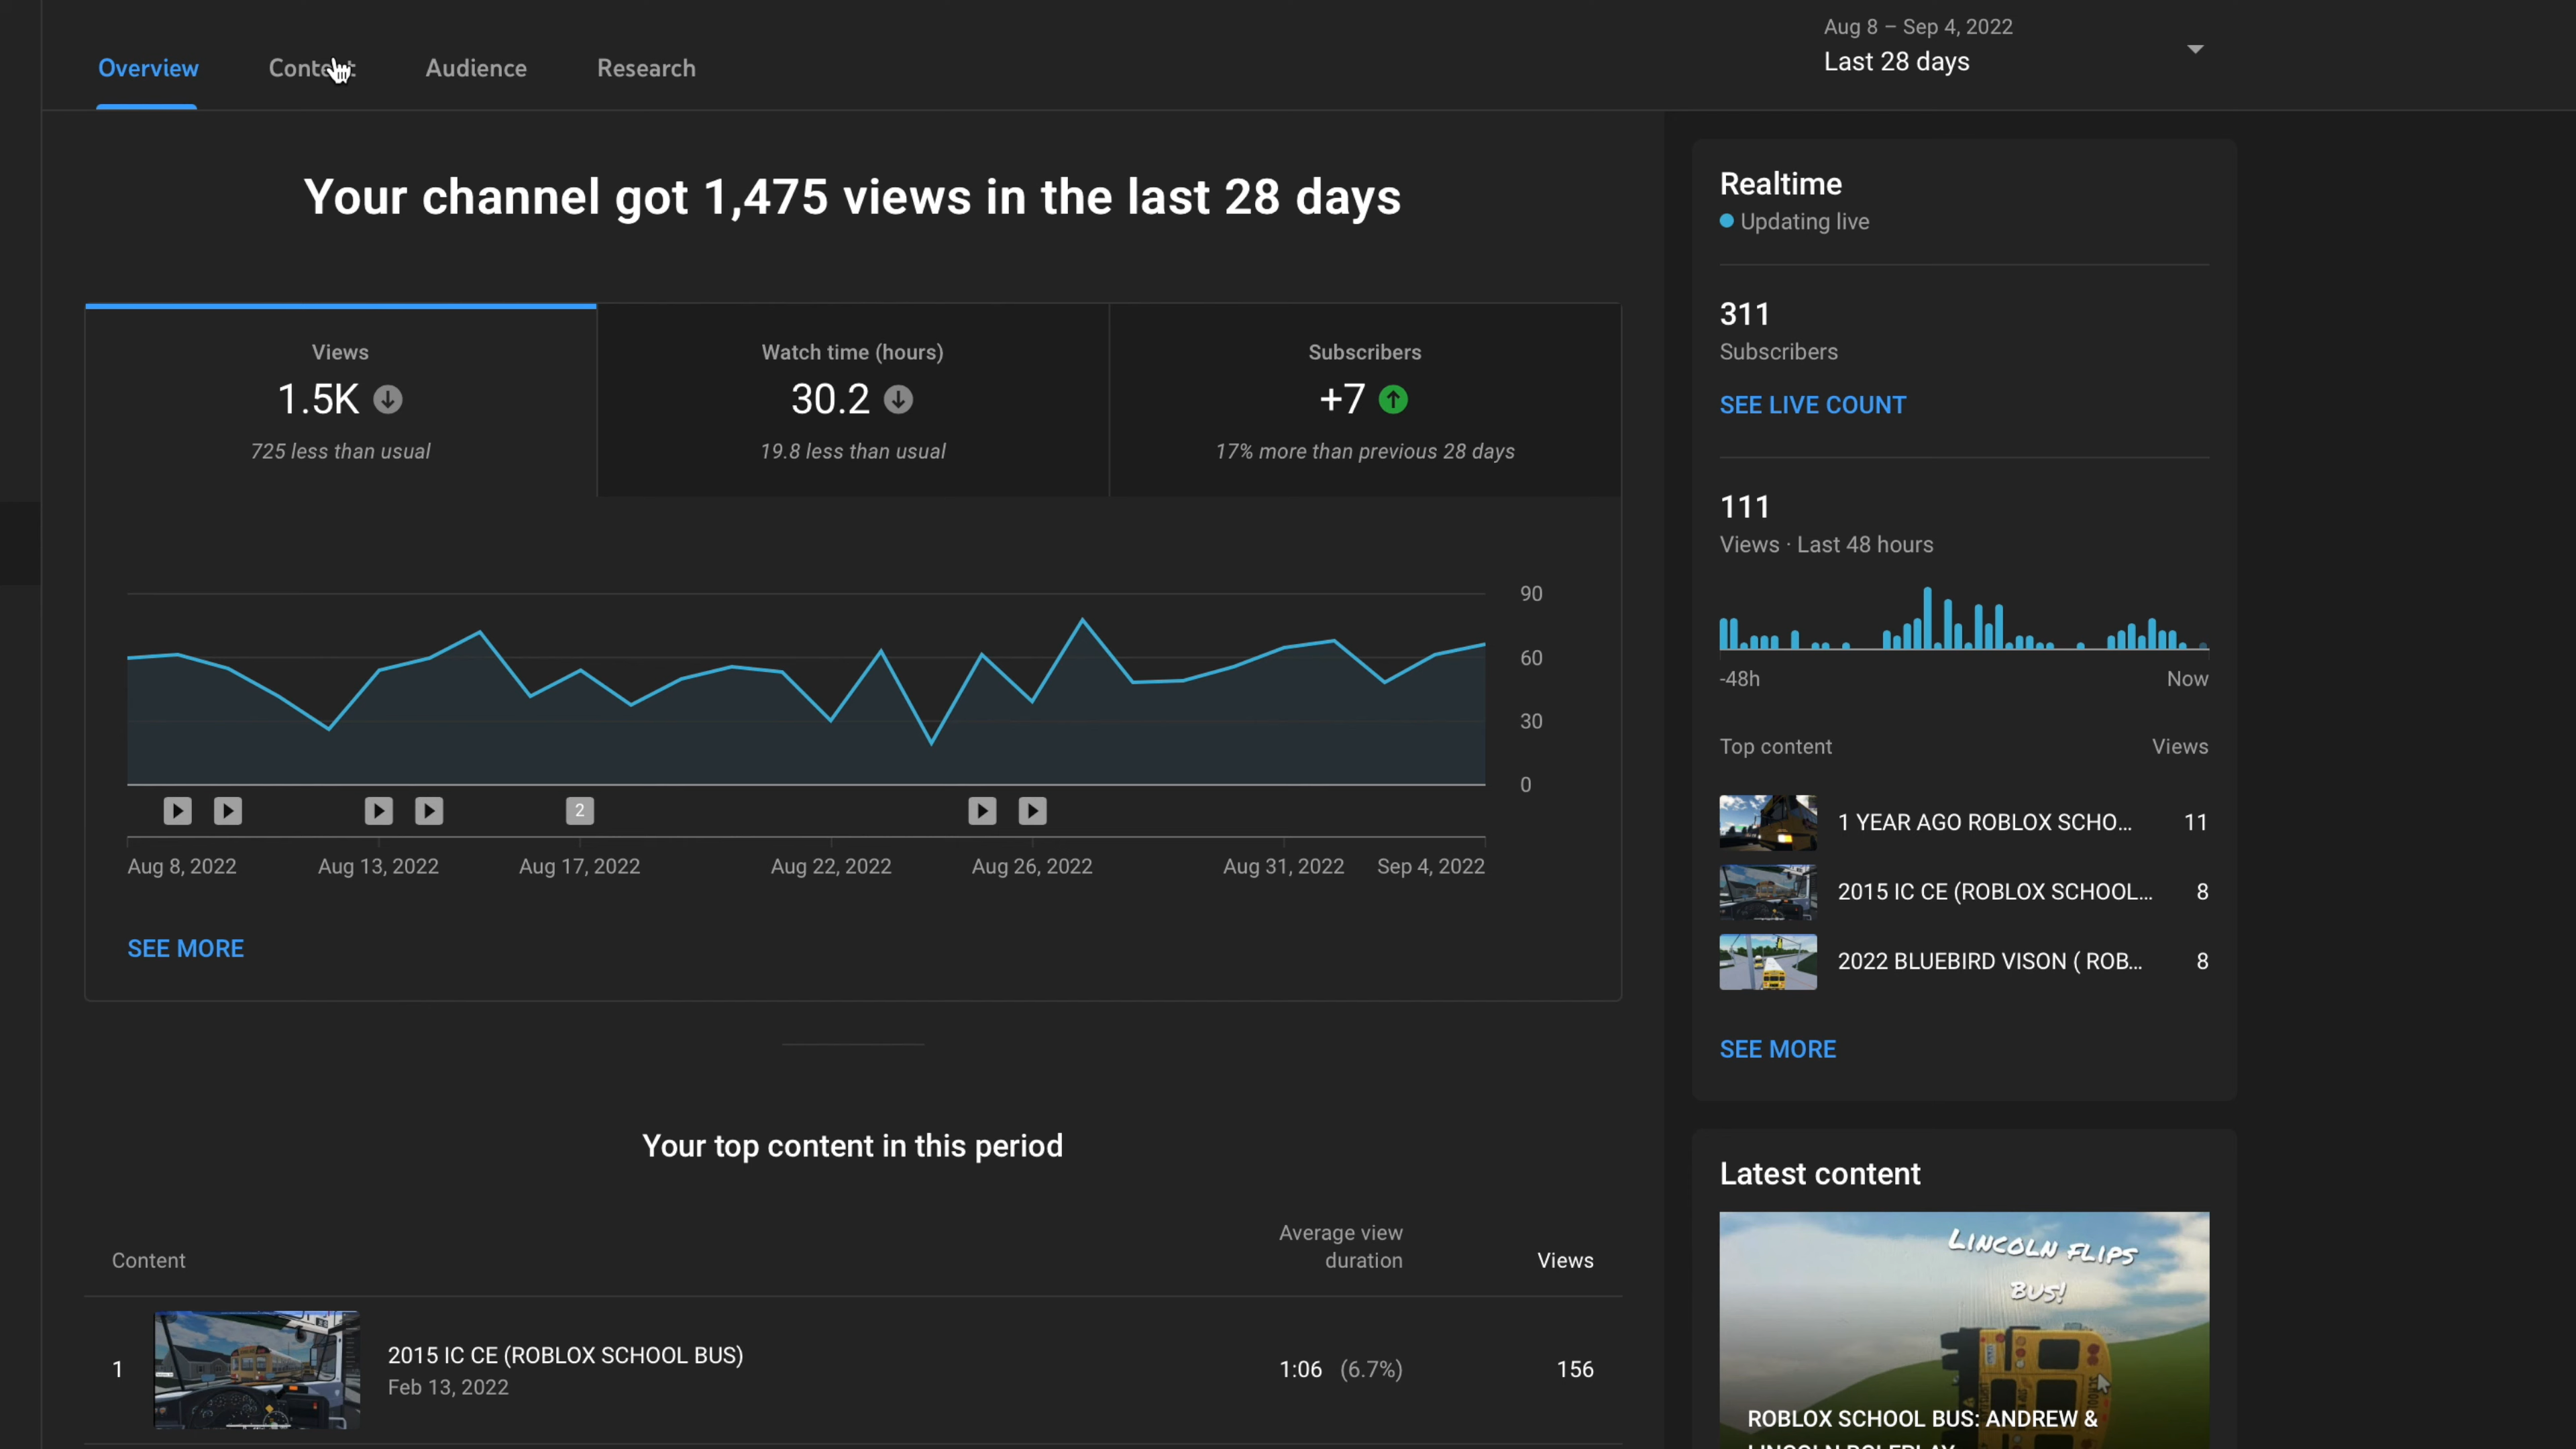 Overview
Content
Audience
Research
Aug 8 – Sep 4, 2022
Last 28 days
Your channel got 1,475 views in the last 28 days
Views
1.5K
725 less than usual
Watch time (hours)
30.2
19.8 less than usual
Subscribers
+7
17% more than previous 28 days
90
60
30
0
2
Aug 8, 2022
Aug 13, 2022
Aug 17, 2022
Aug 22, 2022
Aug 26, 2022
Aug 31, 2022
Sep 4, 2022
SEE MORE
Your top content in this period
Content
Average view
duration
Views
1
2015 IC CE (ROBLOX SCHOOL BUS)
Feb 13, 2022
1:06 (6.7%)
156
Realtime
Updating live
311
Subscribers
SEE LIVE COUNT
111
Views · Last 48 hours
-48h
Now
Top content
Views
1 YEAR AGO ROBLOX SCHO...
11
2015 IC CE (ROBLOX SCHOOL...
8
2022 BLUEBIRD VISON ( ROB...
8
SEE MORE
Latest content
LINCOLN FLIPS
BUS!
ROBLOX SCHOOL BUS: ANDREW &
LINCOLN ROLEPLAY